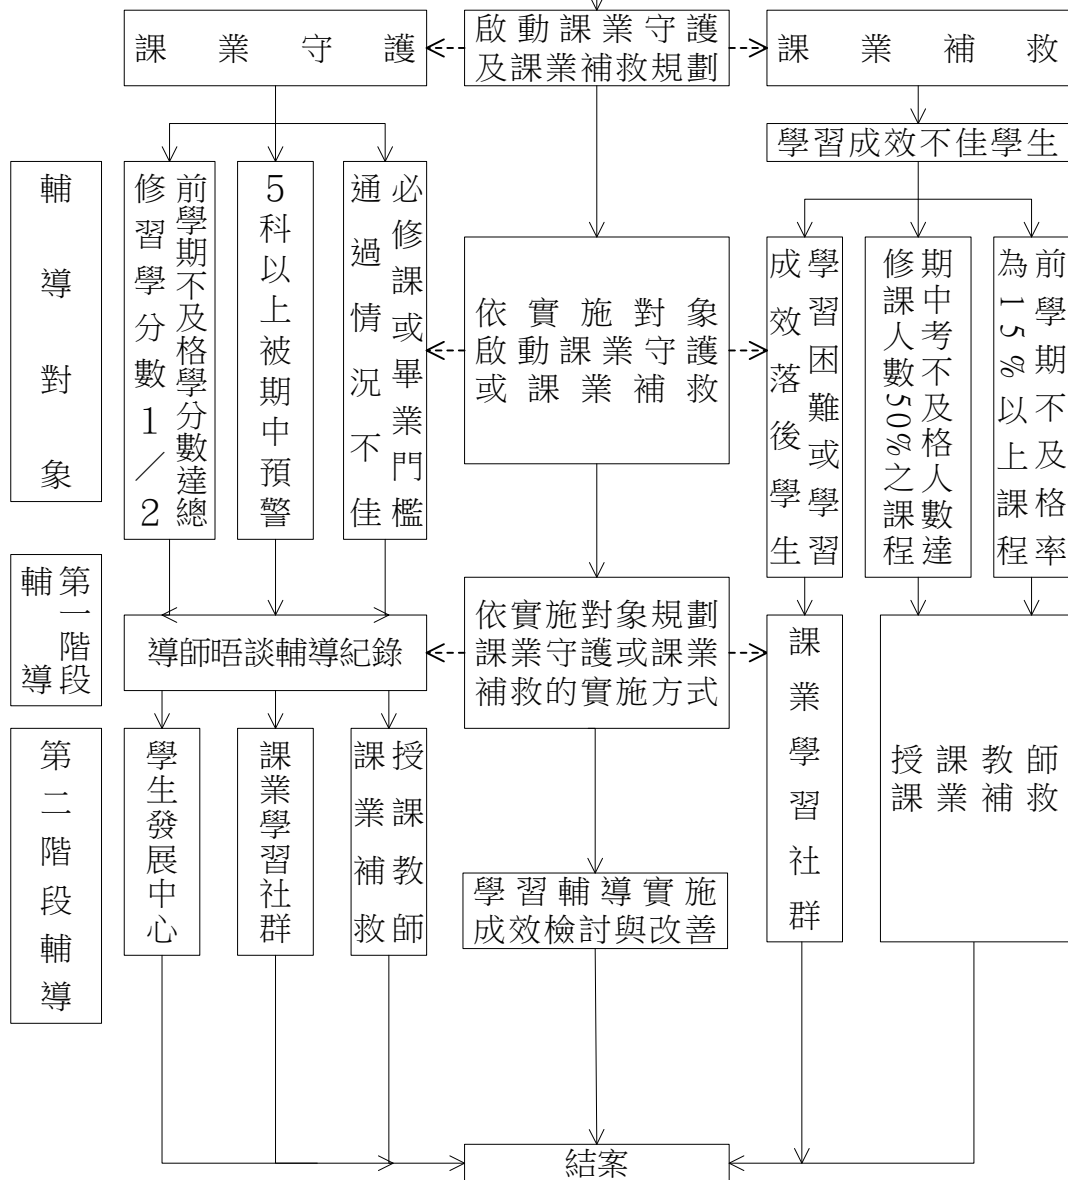 課業守護
啟動課業守護
及課業補救規劃
課業補救
學習成效不佳學生
輔導對象
前學期不及格學分數達總
修習學分數1／2
5科以上被期中預警
必修課或畢業門檻
通過情況不佳
依實施對象
啟動課業守護
或課業補救
學習困難或學習
成效落後學生
期中考不及格人數達
修課人數50%之課程
前學期不及格率
為15%以上課程
第一階段
輔導
導師晤談輔導紀錄
依實施對象規劃
課業守護或課業
補救的實施方式
第二階段輔導
學生發展中心
課業學習社群
授課教師
課業補救
學習輔導實施
成效檢討與改善
課業學習社群
授課教師
課業補救
結案